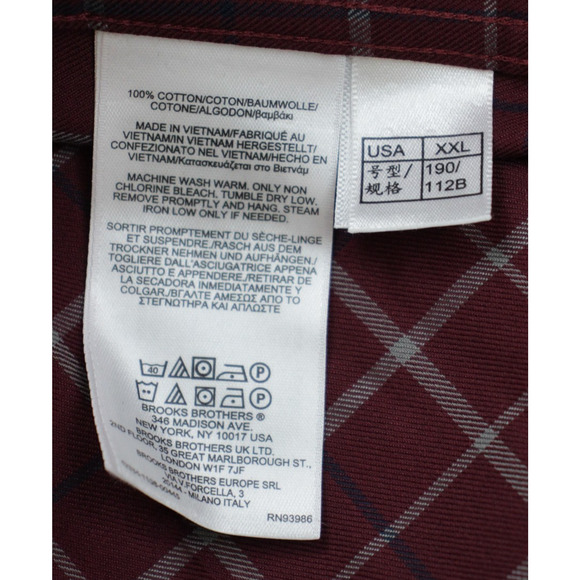 100% COTTON/COTON/BAUMWOLLE/
COTONE/ALGODON/βαμβάκι
MADE IN VIETNAM/FABRIQUÉ AU
VIETNAM/IN VIETNAM HERGESTELLT/
CONFEZIONATO NEL VIETNAM/HECHO EN
VIETNAM/Κατασκευάζεται στο Βιετνάμ
MACHINE WASH WARM. ONLY NON
CHLORINE BLEACH. TUMBLE DRY LOW.
REMOVE PROMPTLY AND HANG. STEAM
IRON LOW ONLY IF NEEDED.
SORTIR PROMPTEMENT DU SÈCHE-LINGE
ET SUSPENDRE./RASCH AUS DEM
TROCKNER NEHMEN UND AUFHÄNGEN./
TOGLIERE DALL'ASCIUGATRICE APPENA
ASCIUTTO E APPENDERE./RETIRAR DE
LA SECADORA INMEDIATAMENTE Y
COLGAR./ΒΓΑΛΤΕ ΑΜΕΣΩΣ ΑΠΟ ΤΟ
ΣΤΕΓΝΩΤΗΡΙΟ ΚΑΙ ΑΠΛΩΣΤΕ.
40 P
P
BROOKS BROTHERS ®
346 MADISON AVE.
NEW YORK, NY 10017 USA
BROOKS BROTHERS UK LTD.
2ND FLOOR, 35 GREAT MARLBOROUGH ST.,
LONDON W1F 7JF
BROOKS BROTHERS EUROPE SRL
VIA V.FORCELLA, 3
20144 - MILANO ITALY
RN93986
USA XXL
号型/ 190/
规格 112B